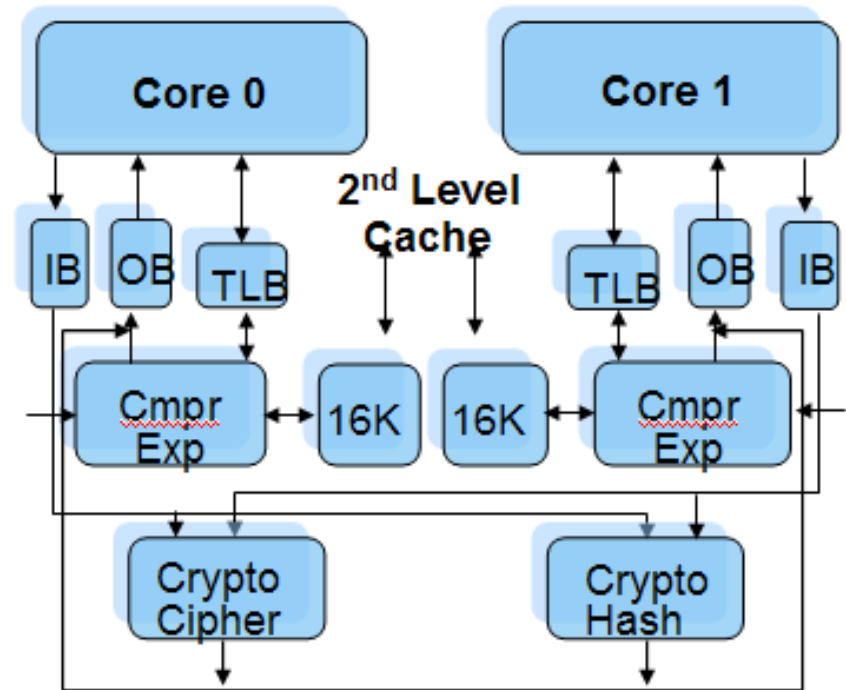 Core 0
Core 1
2nd Level
Cache
IB
OB
TLB
TLB
OB
IB
Cmpr
Exp
16K
16K
Cmpr
Exp
Crypto
Cipher
Crypto
Hash